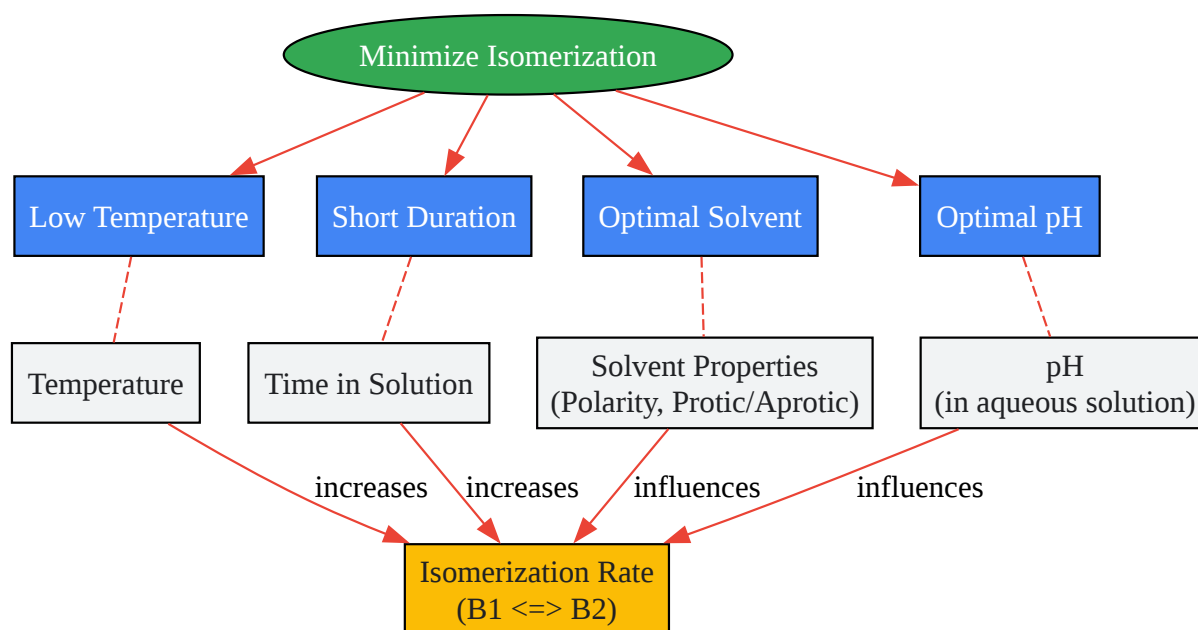 Minimize Isomerization
Low Temperature
Short Duration
Optimal Solvent
Optimal pH
Temperature
Time in Solution
Solvent Properties
(Polarity, Protic/Aprotic)
pH
(in aqueous solution)
increases
increases
influences
influences
Isomerization Rate
(B1 <=> B2)